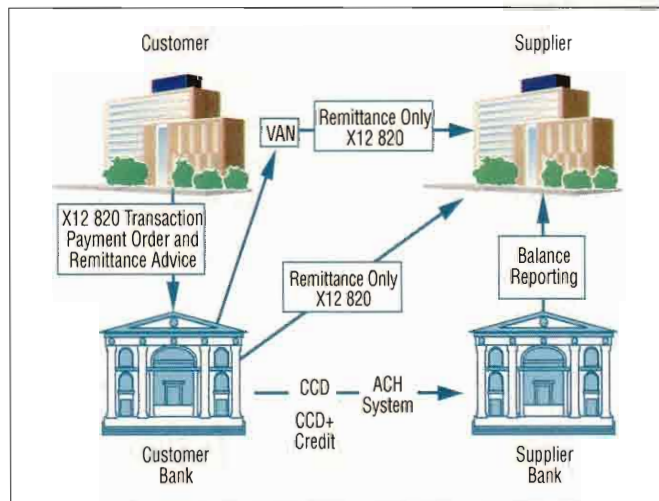 Customer
Supplier
VAN
Remittance Only
X12 820
X12 820 Transaction
Payment Order and
Remittance Advice
Remittance Only
X12 820
Balance
Reporting
CCD
ACH
System
CCD+
Credit
Customer
Bank
Supplier
Bank